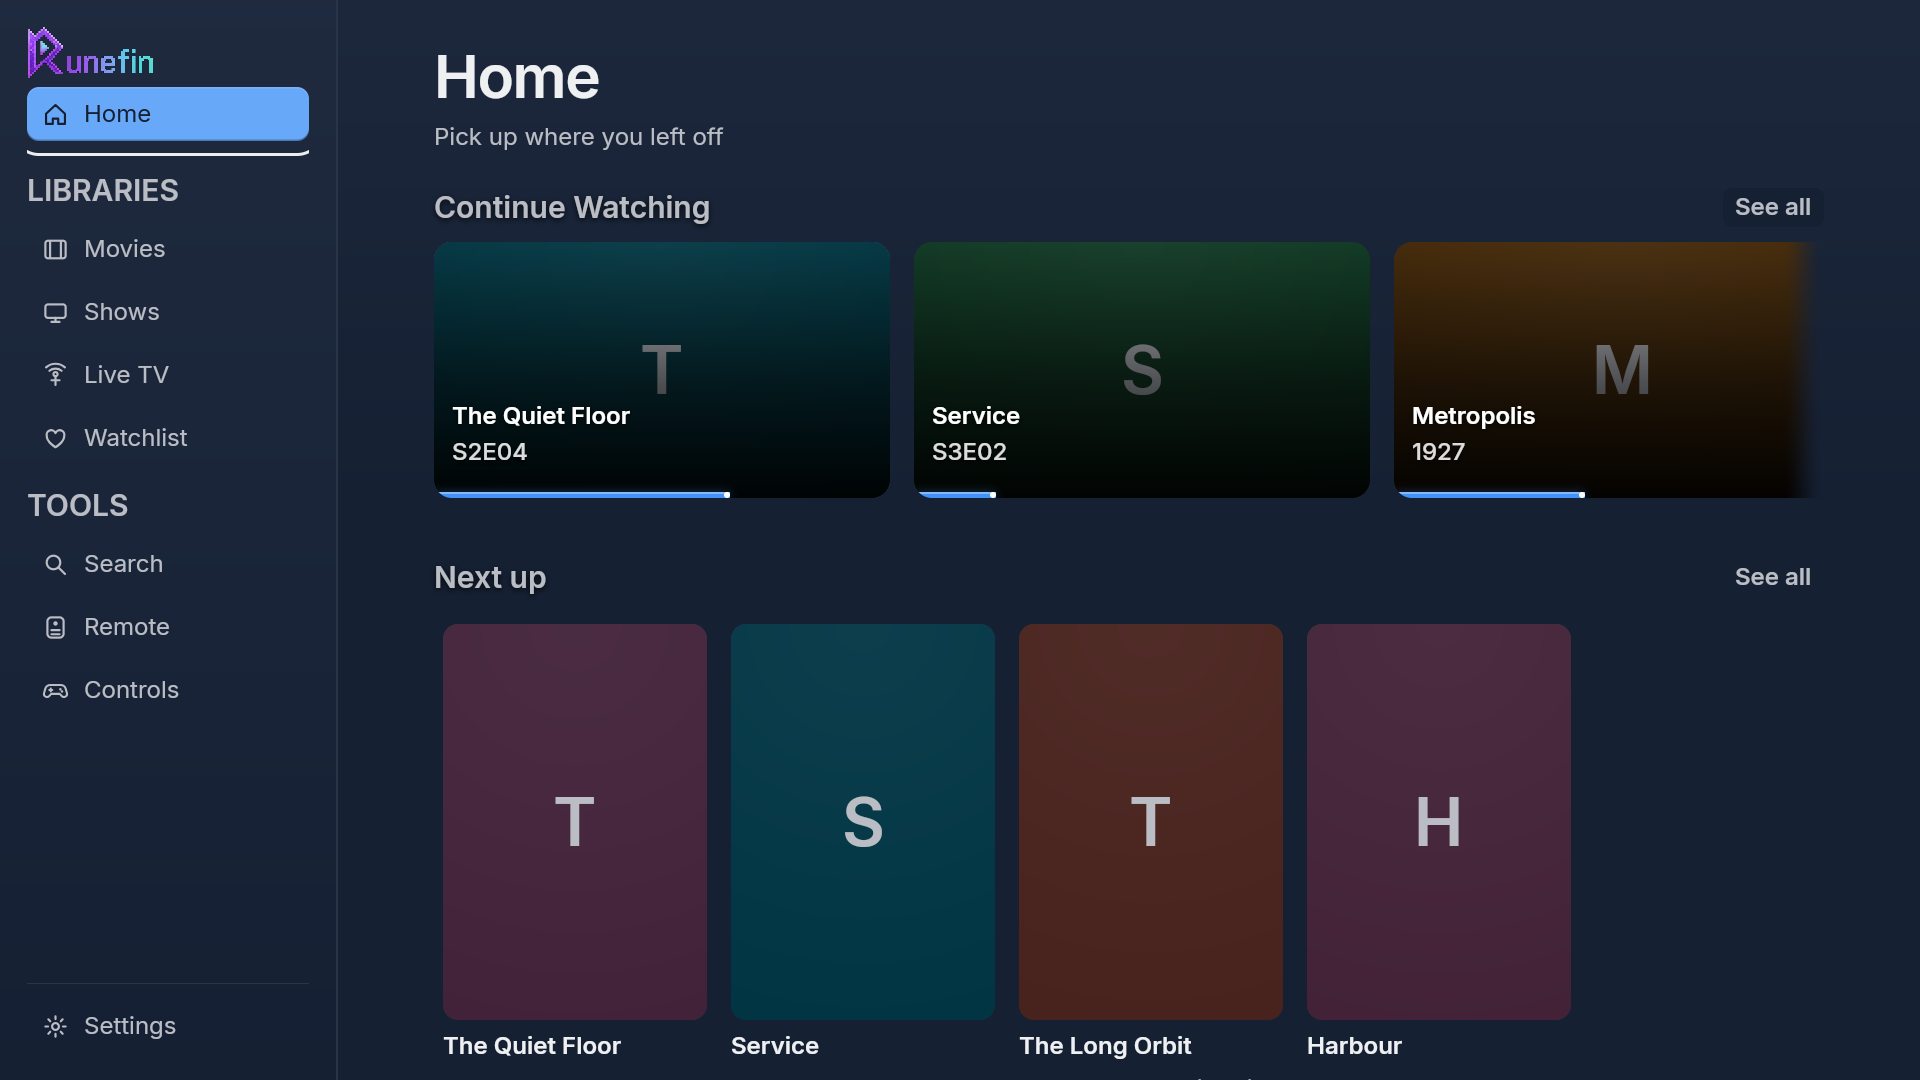 Runefin
Home
LIBRARIES
Movies
Shows
Live TV
Watchlist
TOOLS
Search
Remote
Controls
Settings
Home
Pick up where you left off
Continue Watching
See all
T
The Quiet Floor
S2E04
S
Service
S3E02
M
Metropolis
1927
Next up
See all
T
S
T
H
The Quiet Floor
Service
The Long Orbit
Harbour